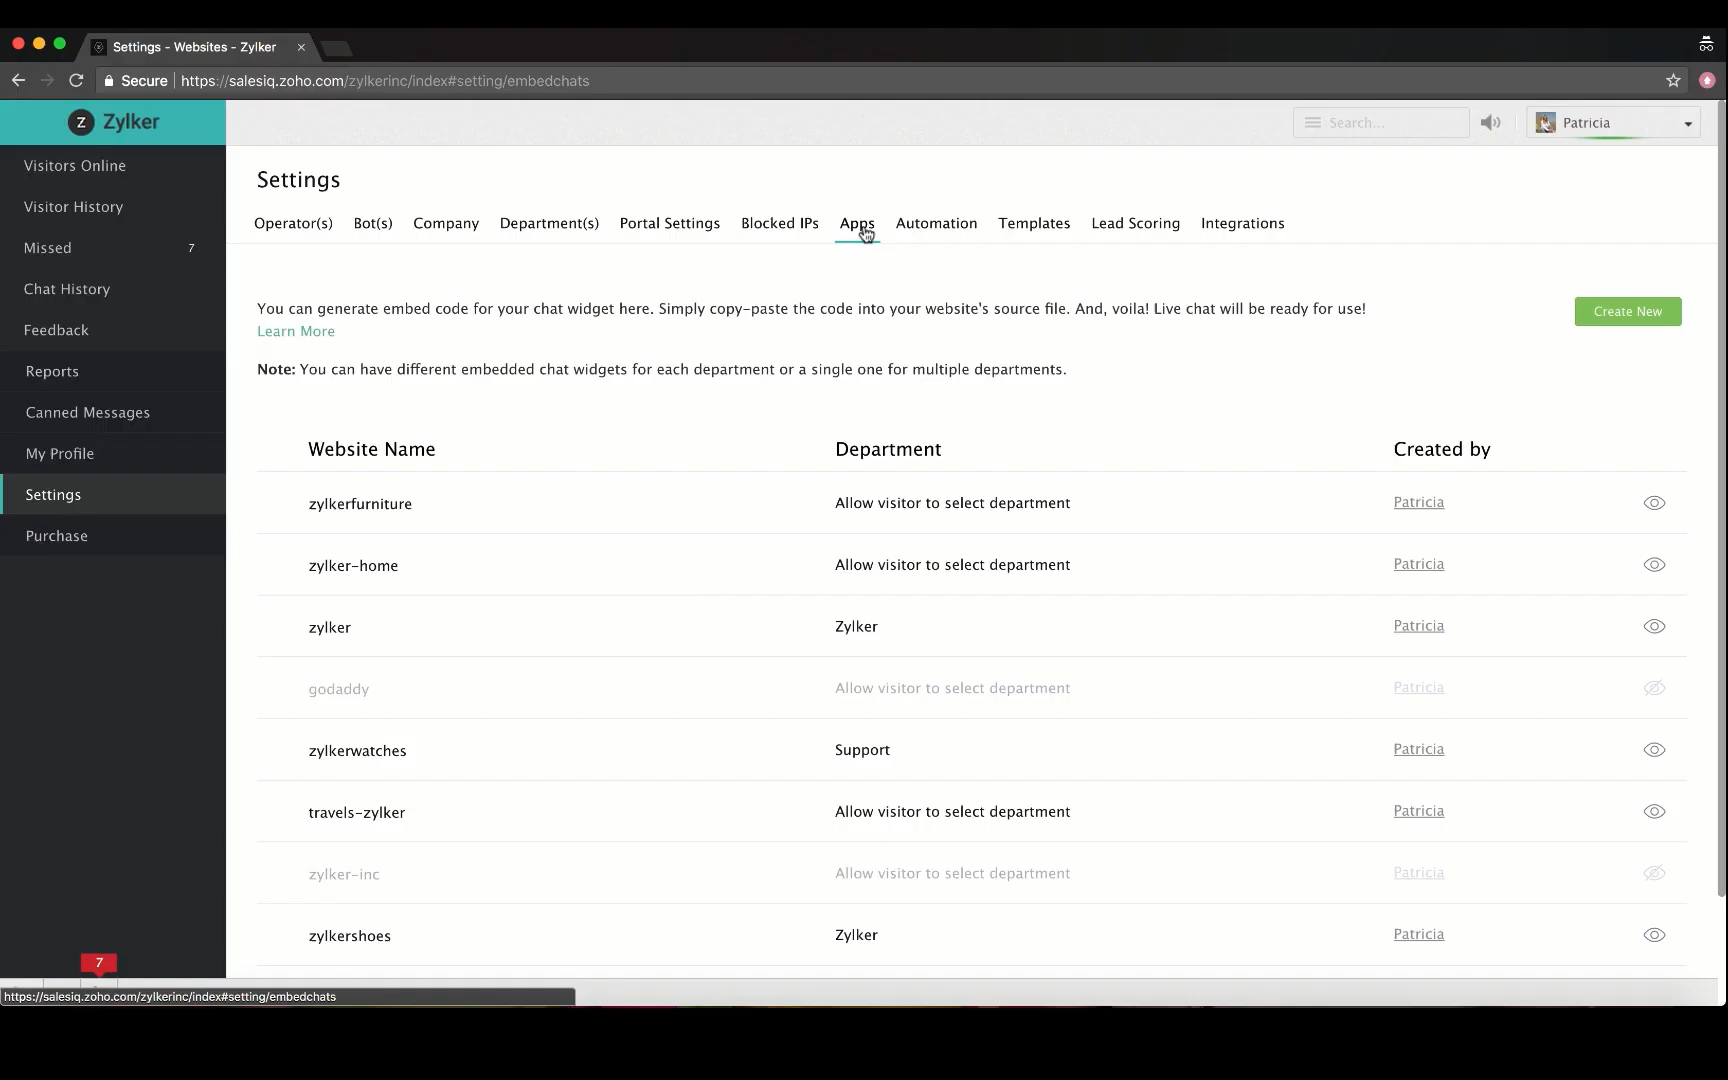 Settings - Websites - Zylker
Secure https://salesiq.zoho.com/zylkerinc/index#setting/embedchats
Z Zylker
Search...
Patricia
Visitors Online
Visitor History
Missed 7
Chat History
Feedback
Reports
Canned Messages
My Profile
Settings
Purchase
7
Settings
Operator(s) Bot(s) Company Department(s) Portal Settings Blocked IPs Apps Automation Templates Lead Scoring Integrations
You can generate embed code for your chat widget here. Simply copy-paste the code into your website's source file. And, voila! Live chat will be ready for use!
Learn More
Create New
Note: You can have different embedded chat widgets for each department or a single one for multiple departments.
Website Name Department Created by
zylkerfurniture Allow visitor to select department Patricia
zylker-home Allow visitor to select department Patricia
zylker Zylker Patricia
godaddy Allow visitor to select department Patricia
zylkerwatches Support Patricia
travels-zylker Allow visitor to select department Patricia
zylker-inc Allow visitor to select department Patricia
zylkershoes Zylker Patricia
https://salesiq.zoho.com/zylkerinc/index#setting/embedchats